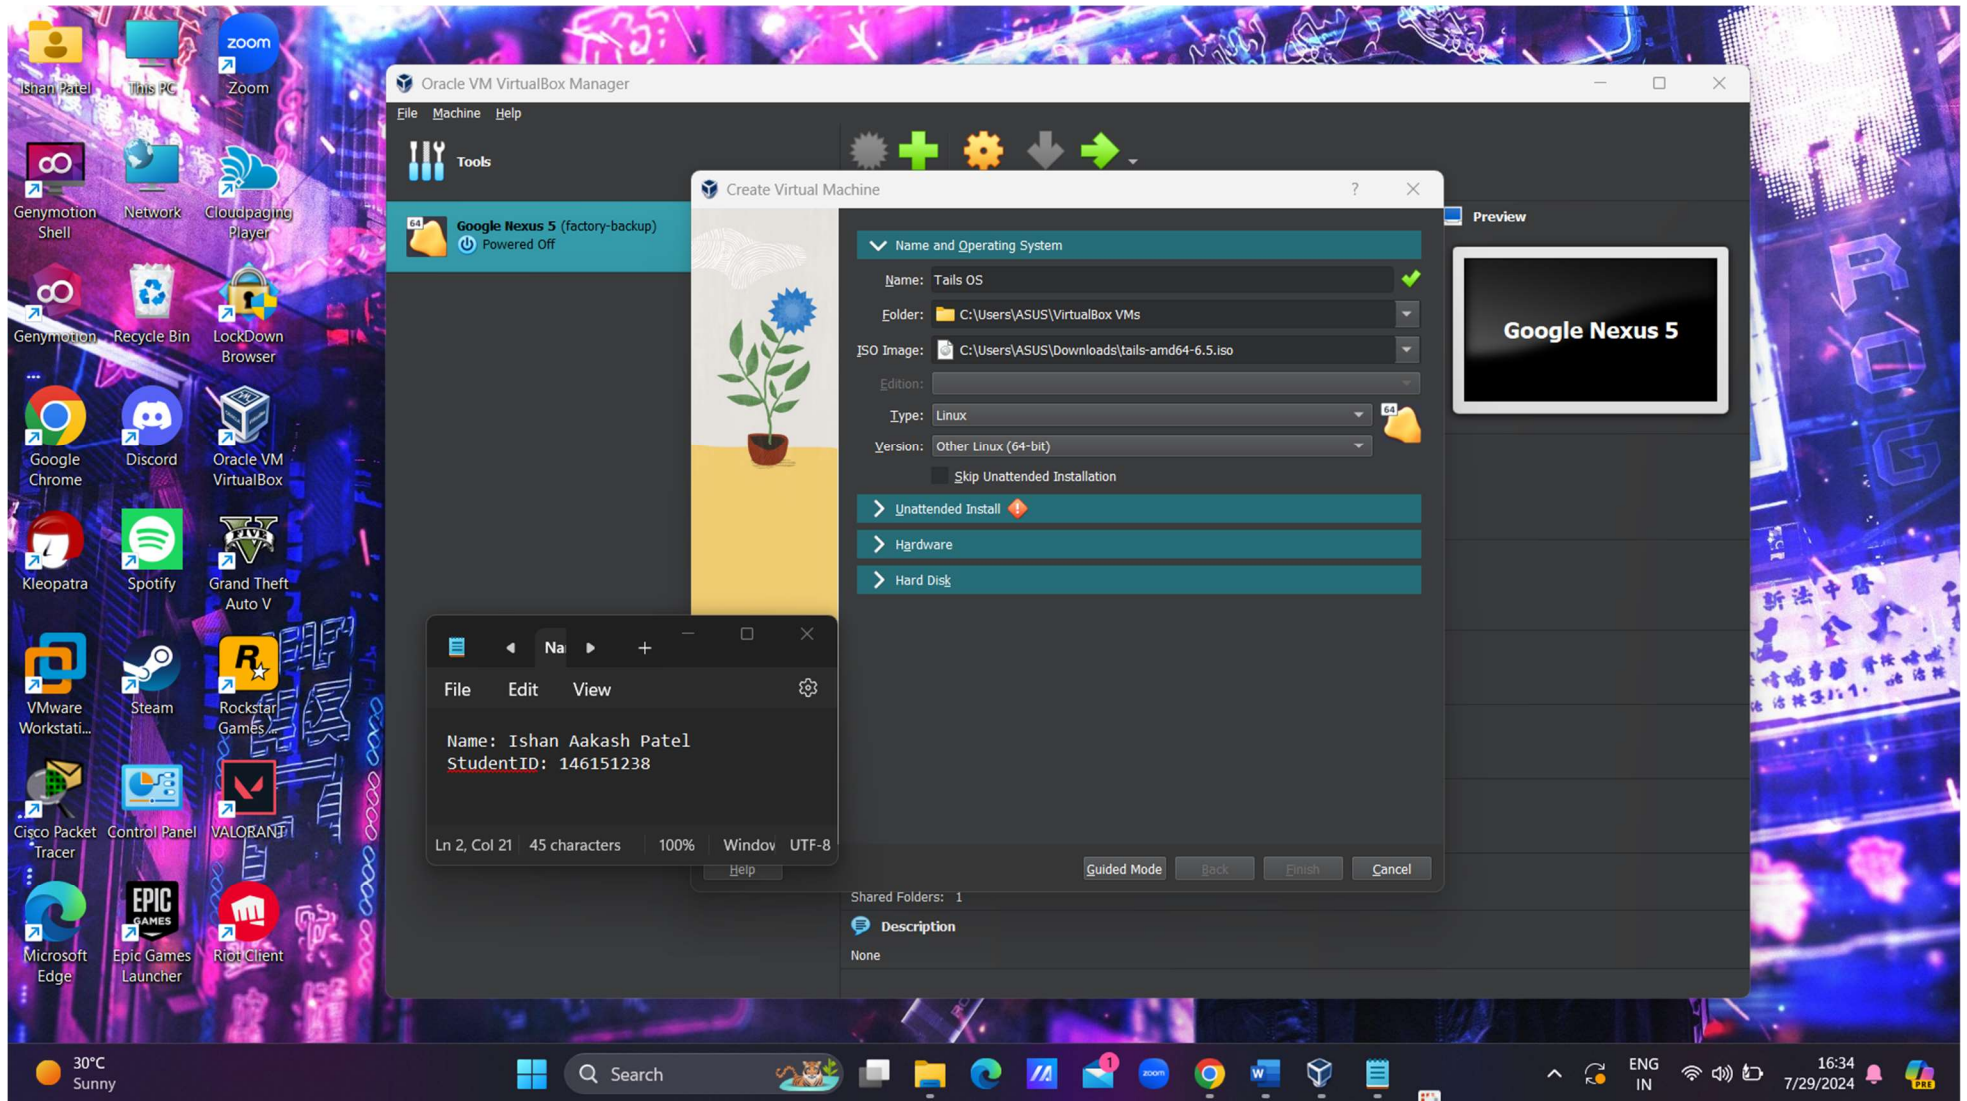 Ishan Patel
This PC
zoom
Zoom
Genymotion
Shell
Network
Cloudpaging
Player
Genymotion
Recycle Bin
LockDown
Browser
Google
Chrome
Discord
Oracle VM
VirtualBox
Kleopatra
Spotify
FIVE
Grand Theft
Auto V
VMware
Workstati...
Steam
Rockstar
Games ...
Cisco Packet
Tracer
Control Panel
VALORANT
Microsoft
Edge
EPIC
GAMES
Epic Games
Launcher
Riot Client
Oracle VM VirtualBox Manager
File Machine Help
Tools
64
Google Nexus 5 (factory-backup)
Powered Off
Create Virtual Machine
?
Name and Operating System
Name: Tails OS
Folder: C:\Users\ASUS\VirtualBox VMs
ISO Image: C:\Users\ASUS\Downloads\tails-amd64-6.5.iso
Edition:
Type: Linux
64
Version: Other Linux (64-bit)
Skip Unattended Installation
Unattended Install
Hardware
Hard Disk
Help
Guided Mode Back Finish Cancel
Preview
Google Nexus 5
Shared Folders: 1
Description
None
Na
File Edit View
Name: Ishan Aakash Patel
StudentID: 146151238
Ln 2, Col 21 45 characters 100% Windov UTF-8
30°C
Sunny
Search
1
zoom
W
ENG
IN
16:34
7/29/2024
PRE